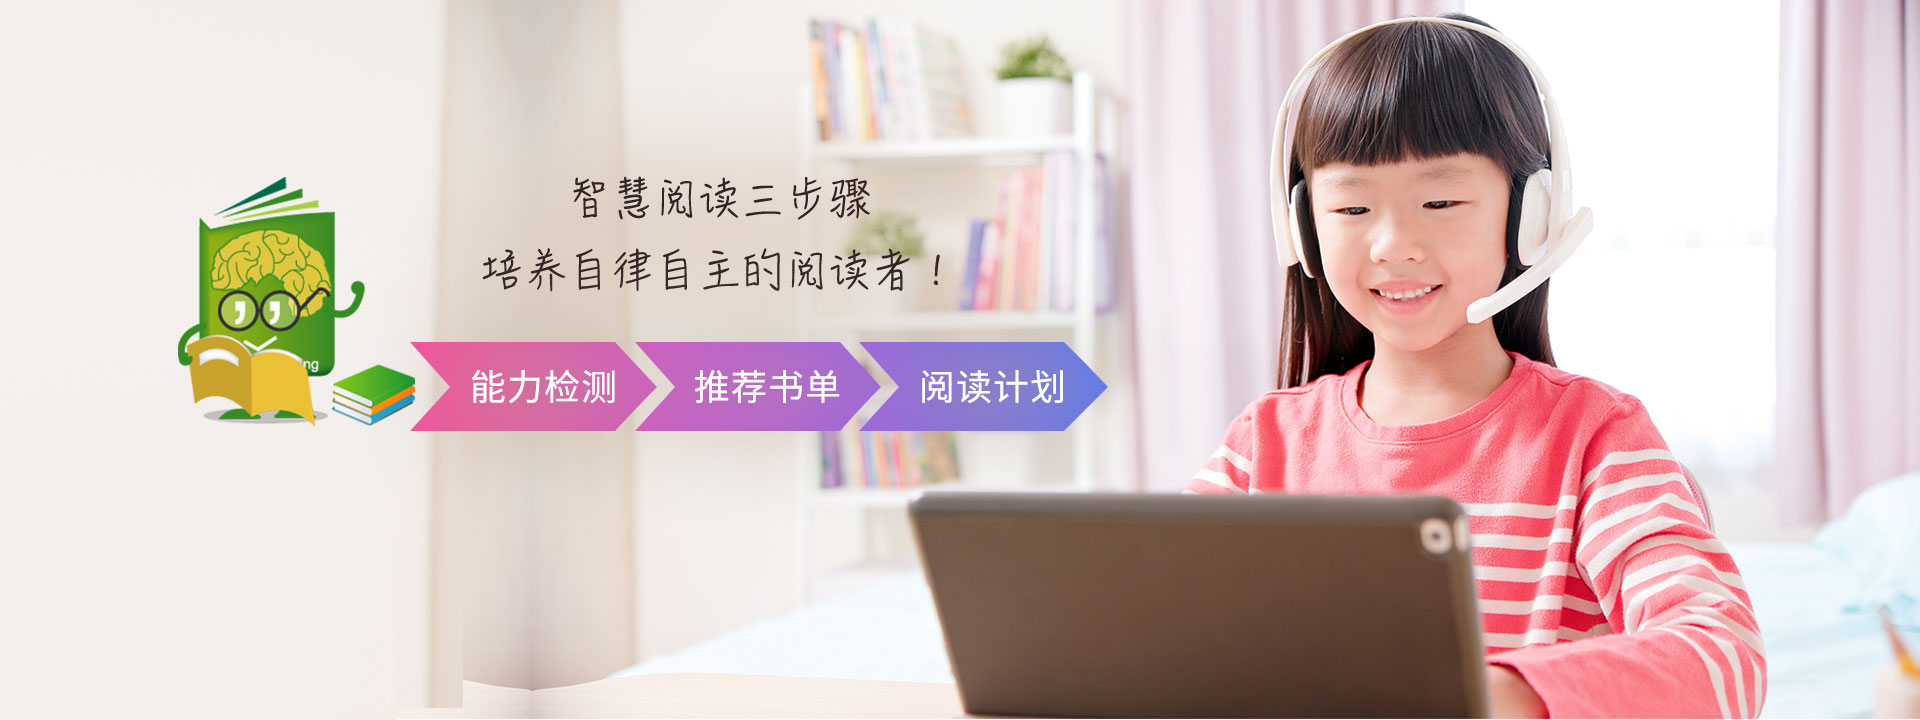 智慧阅读三步骤
培养自律自主的阅读者！
能力检测
推荐书单
阅读计划